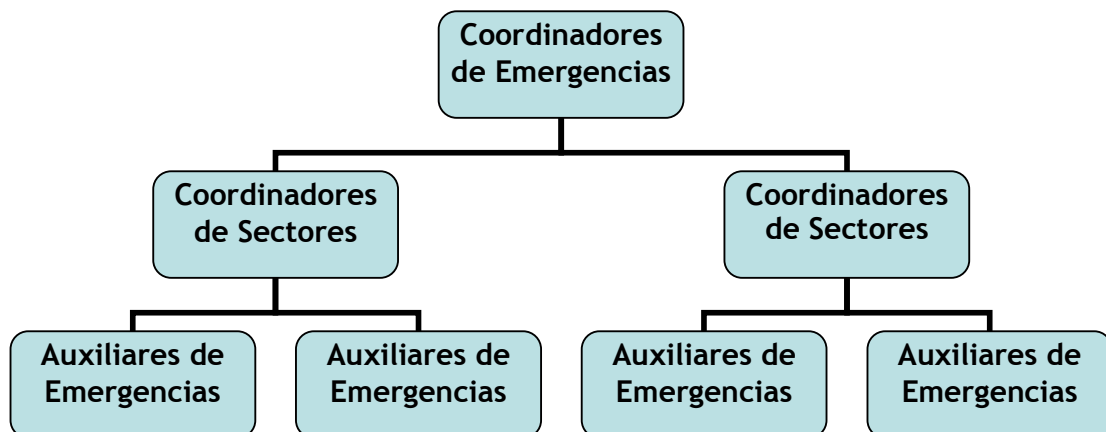 Coordinadores
de Emergencias
Coordinadores
de Sectores
Coordinadores
de Sectores
Auxiliares de
Emergencias
Auxiliares de
Emergencias
Auxiliares de
Emergencias
Auxiliares de
Emergencias